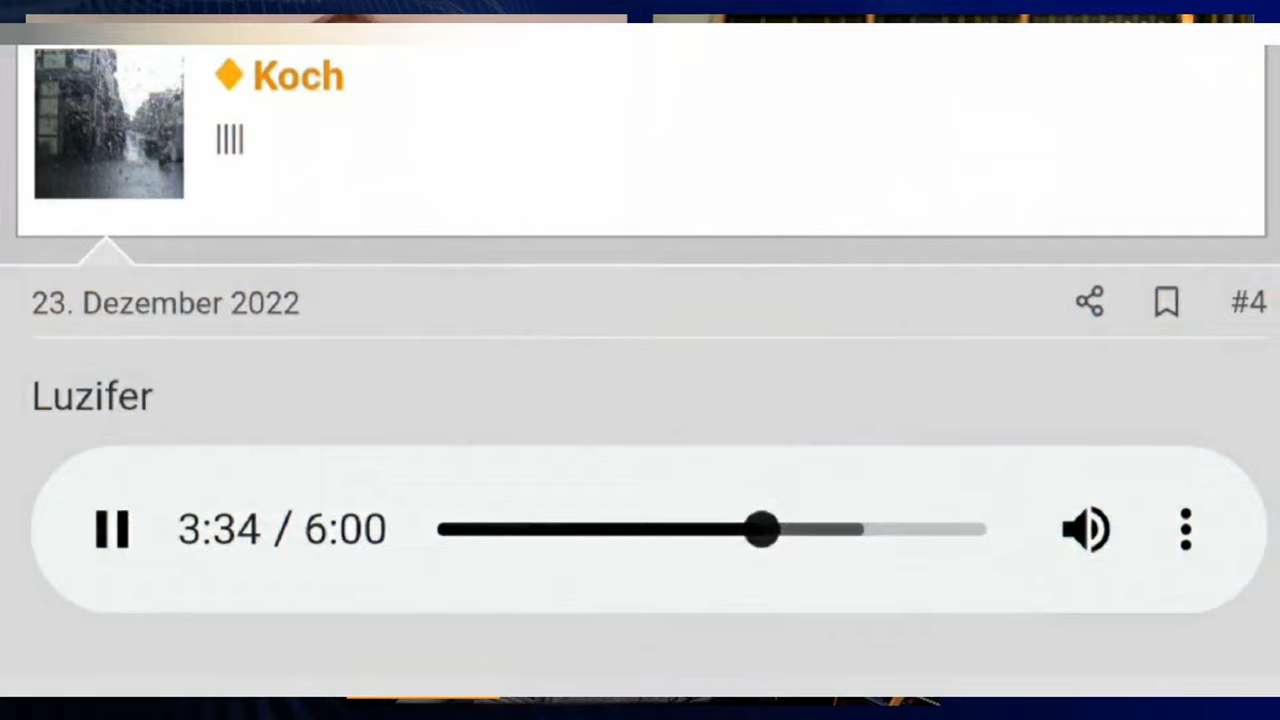 Koch
||||
23. Dezember 2022
#4
Luzifer
3:34 / 6:00